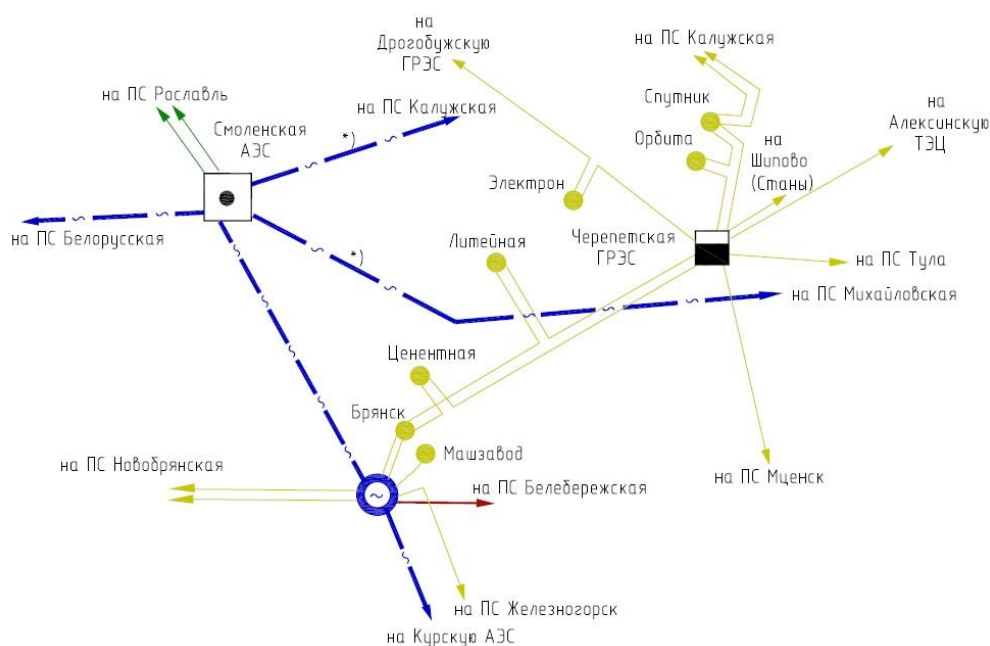 на
Дрогобужскую
ГРЭС
на ПС Калужская
на ПС Рославль
Смоленская
АЭС
*)
на ПС Калужская
Спутник
Орбита
на
Шипово
(Станы)
на
Алексинскую
ТЭЦ
Электрон
на ПС Белорусская
*)
Литейная
Черепетская
ГРЭС
на ПС Тула
на ПС Михайловская
Ценентная
Брянск
Машзавод
на ПС Новобрянская
на ПС Белебережская
на ПС Мценск
на ПС Железногорск
на Курскую АЭС